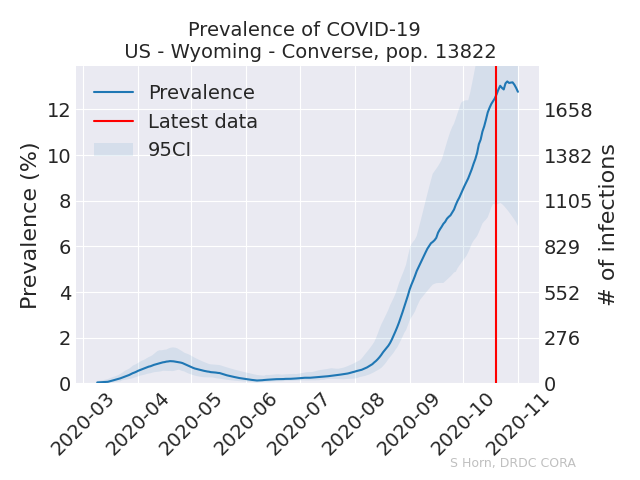 Prevalence of COVID-19
US - Wyoming - Converse, pop. 13822
Prevalence
Latest data
95CI
Prevalence (%)
12
10
8
6
4
2
0
# of infections
1658
1382
1105
829
552
276
0
2020-03
2020-04
2020-05
2020-06
2020-07
2020-08
2020-09
2020-10
2020-11
S Horn, DRDC CORA